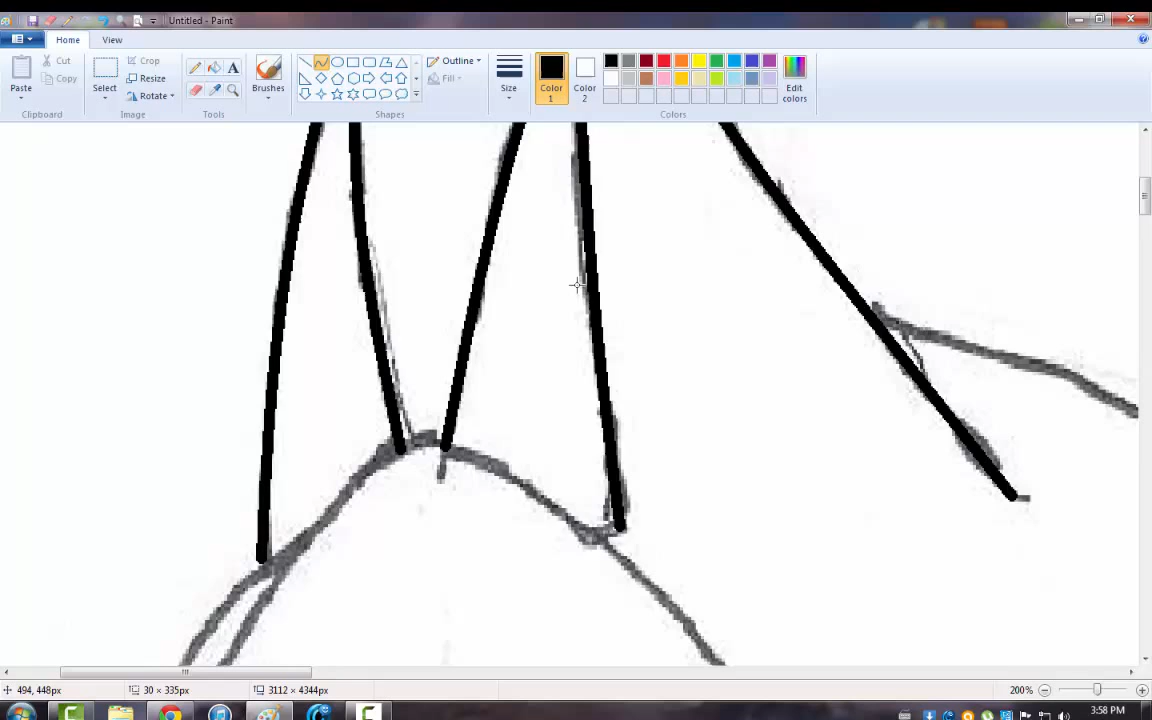 Untitled - Paint
Home View
Paste
Cut
Copy
Clipboard
Select
Crop
Resize
Rotate
Image
A
Tools
Brushes
Outline
Fill
Shapes
Size
Color 1
Color 2
Edit colors
Colors
494, 448px
30 × 335px
3112 × 4344px
200%
3:58 PM